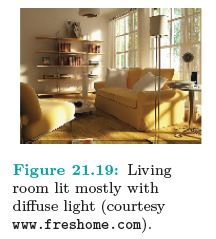 Figure 21.19: Living
room lit mostly with
diffuse light (courtesy
www.freshome.com).